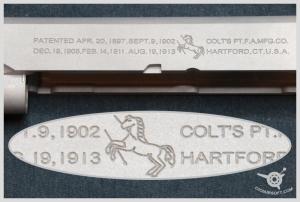 PATENTED APR. 20, 1897. SEPT. 9, 1902
DEC. 19, 1905. FEB. 14, 1911. AUG. 19, 1913
COLT'S PT. F.A. MFG. CO.
HARTFORD, CT. U.S.A.
T.9, 1902
G.19, 1913
COLT'S PT.F
HARTFORD